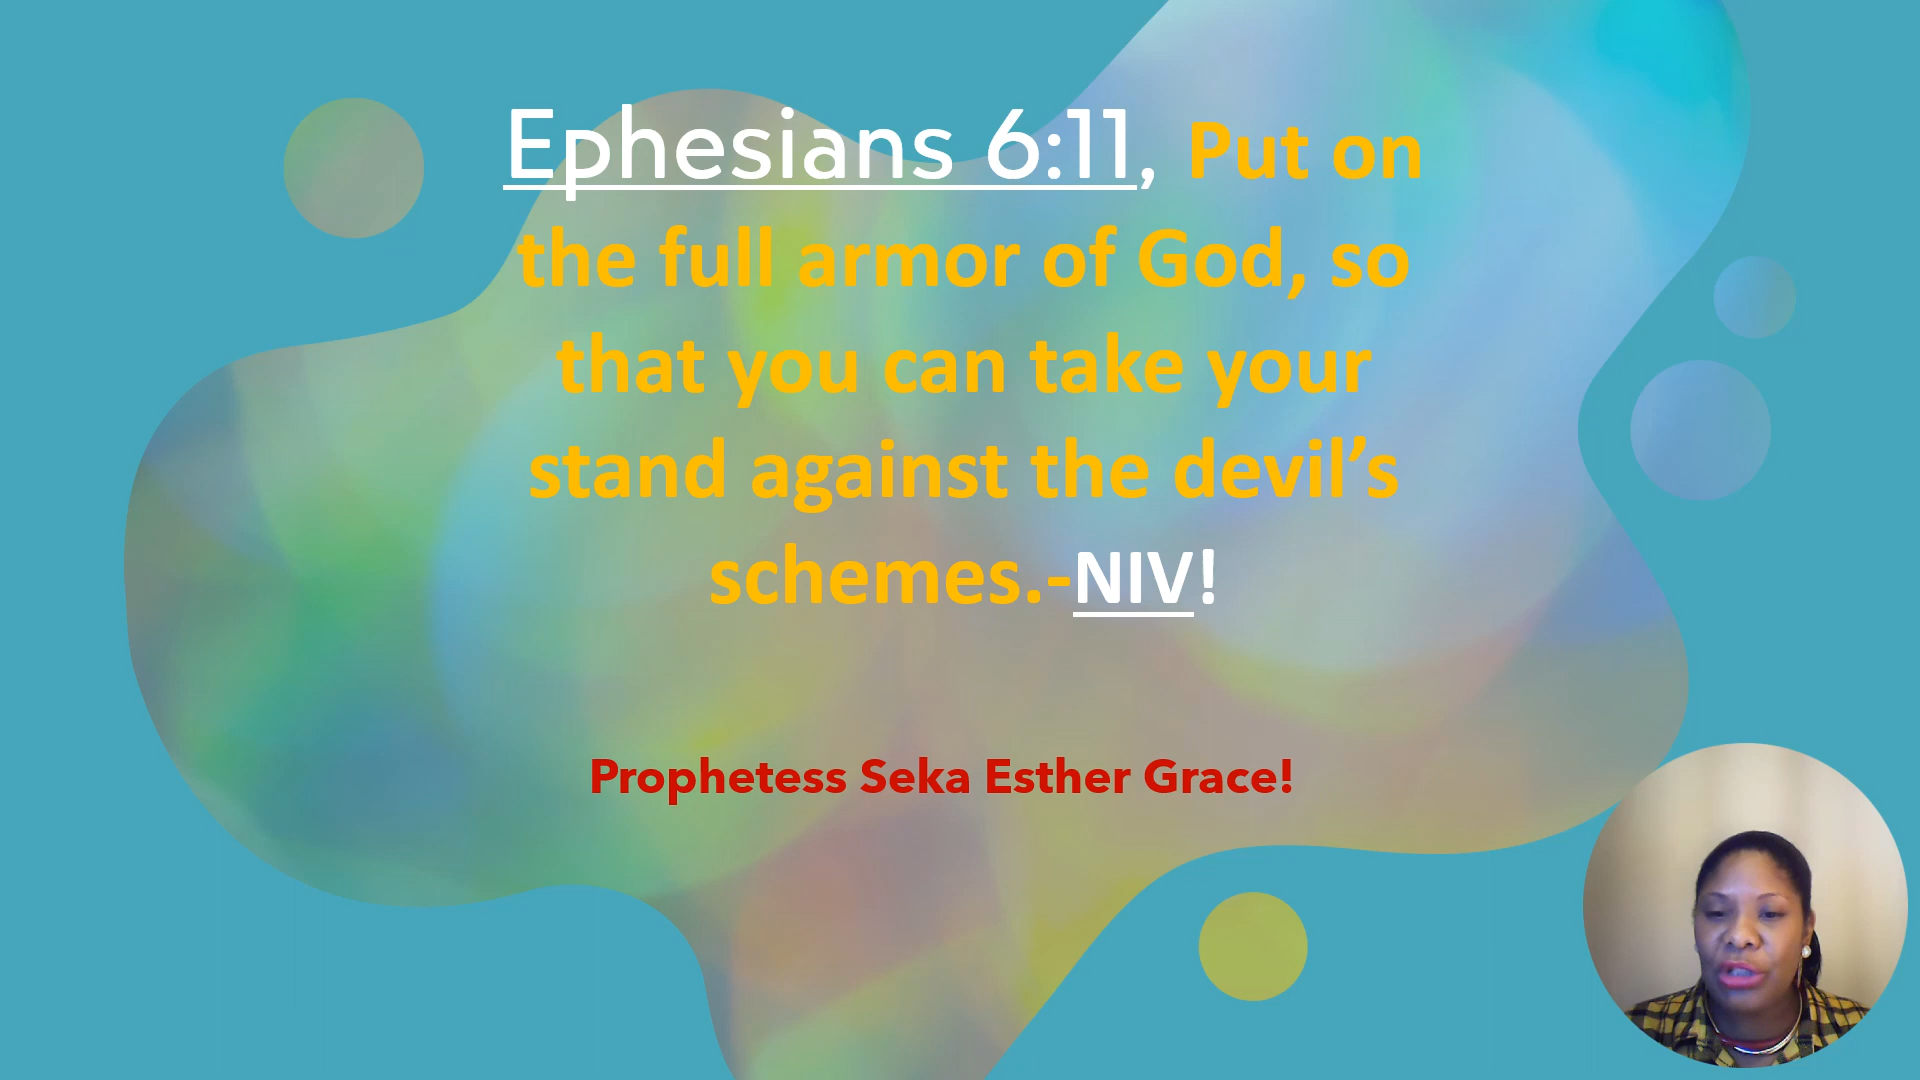 Ephesians 6:11, Put on
the full armor of God, so
that you can take your
stand against the devil’s
schemes.-NIV!
Prophetess Seka Esther Grace!